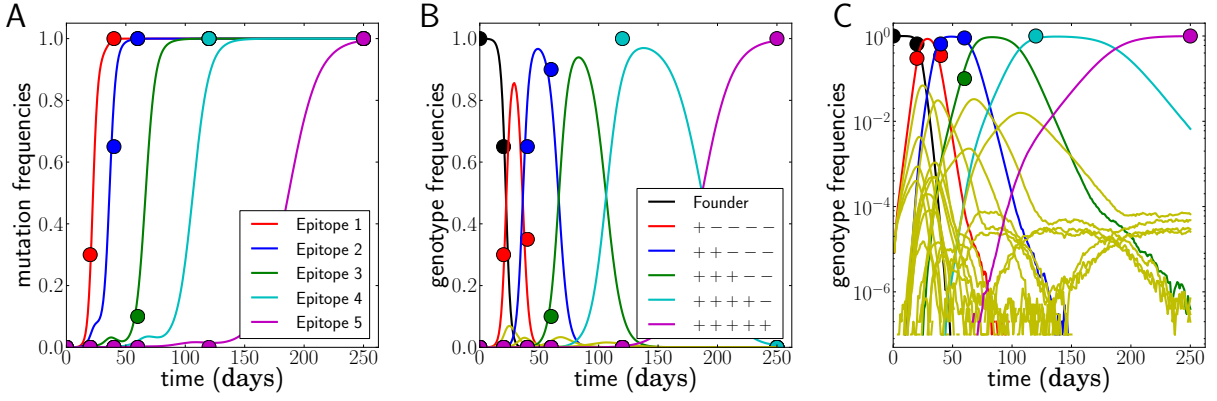 A
mutation frequencies
1.0
0.8
0.6
0.4
0.2
0.0
0 50 100 150 200 250
time (days)
Epitope 1
Epitope 2
Epitope 3
Epitope 4
Epitope 5
B
genotype frequencies
1.0
0.8
0.6
0.4
0.2
0.0
0 50 100 150 200 250
time (days)
Founder
+ − − − −
+ + − − −
+ + + − −
+ + + + −
+ + + + +
C
genotype frequencies
10⁰
10⁻²
10⁻⁴
10⁻⁶
0 50 100 150 200 250
time (days)